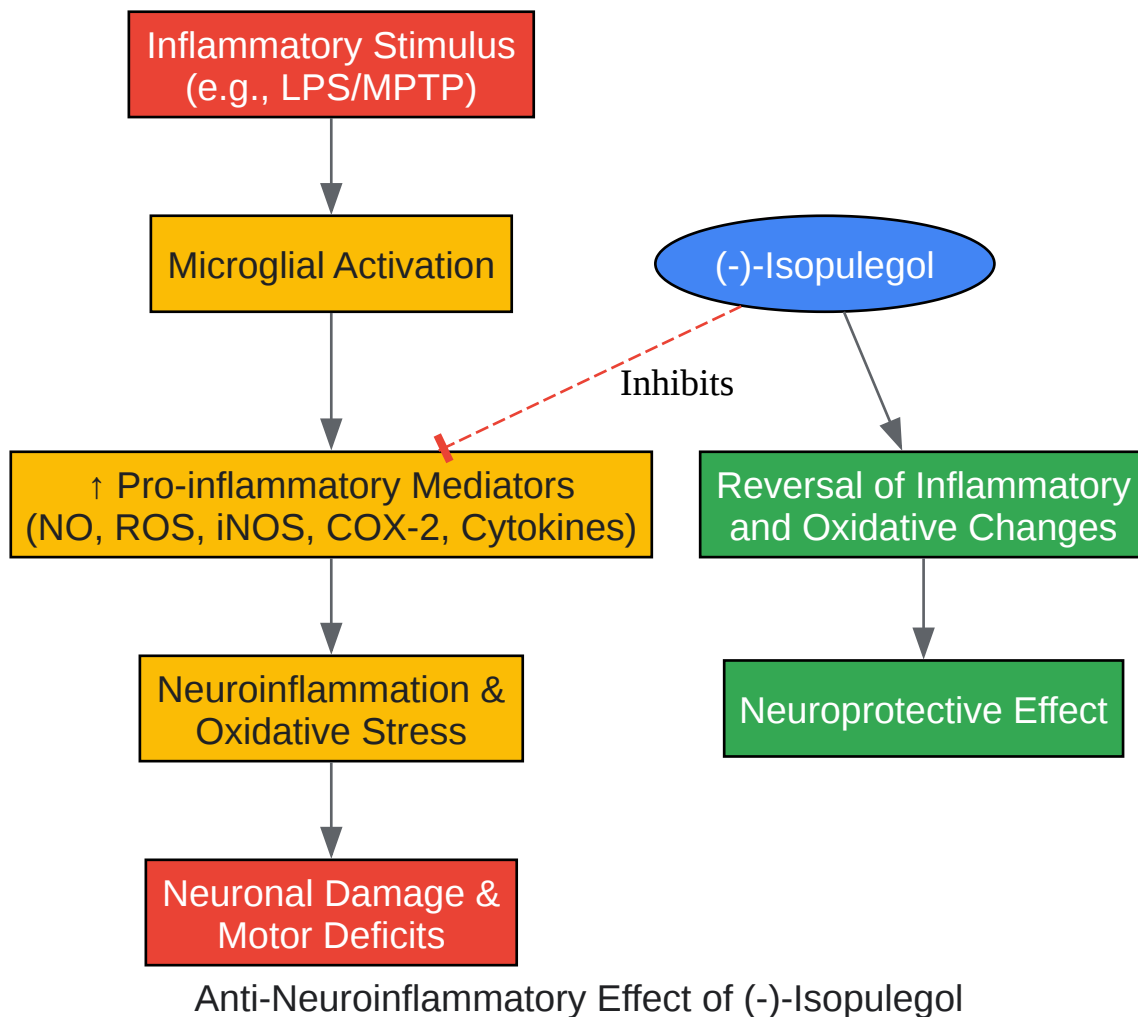 Inflammatory Stimulus
(e.g., LPS/MPTP)
Microglial Activation
(-)-Isopulegol
Inhibits
↑ Pro-inflammatory Mediators
(NO, ROS, iNOS, COX-2, Cytokines)
Reversal of Inflammatory
and Oxidative Changes
Neuroinflammation &
Oxidative Stress
Neuroprotective Effect
Neuronal Damage &
Motor Deficits
Anti-Neuroinflammatory Effect of (-)-Isopulegol